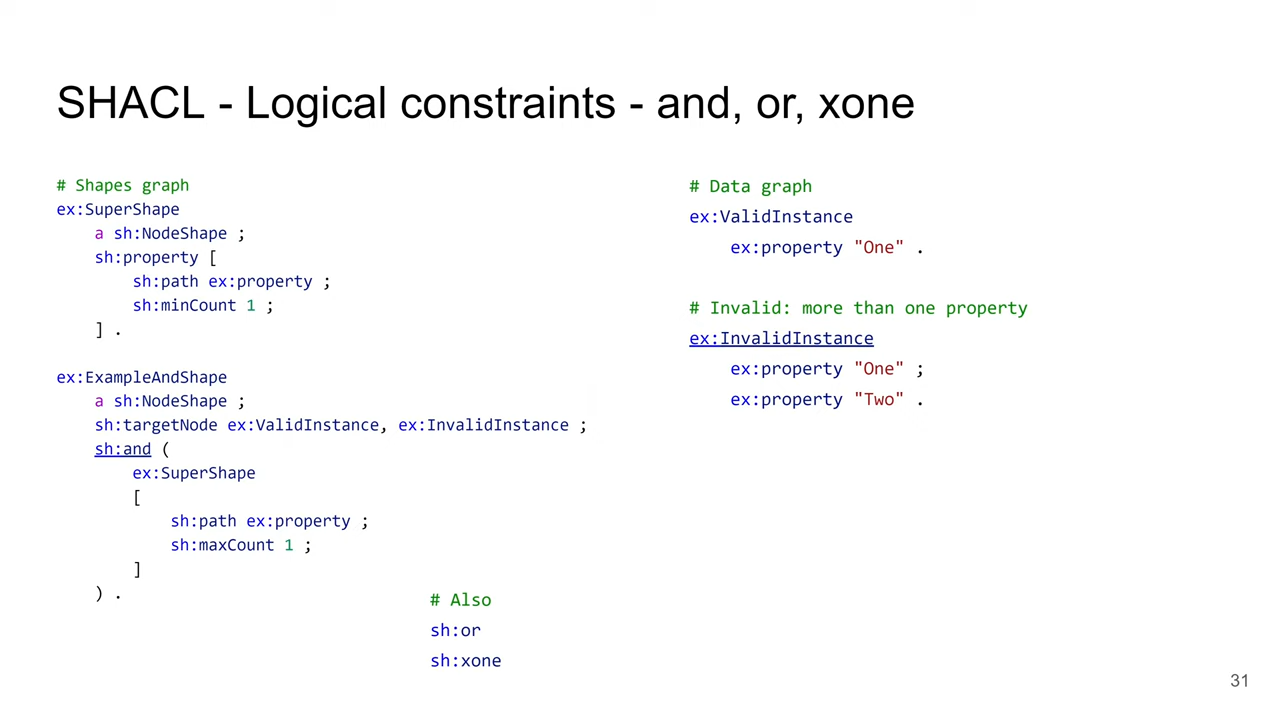 SHACL - Logical constraints - and, or, xone
# Shapes graph
ex:SuperShape
    a sh:NodeShape ;
    sh:property [
        sh:path ex:property ;
        sh:minCount 1 ;
    ] .
ex:ExampleAndShape
    a sh:NodeShape ;
    sh:targetNode ex:ValidInstance, ex:InvalidInstance ;
    sh:and (
        ex:SuperShape
        [
            sh:path ex:property ;
            sh:maxCount 1 ;
        ]
    ) .
# Also
sh:or
sh:xone
# Data graph
ex:ValidInstance
    ex:property "One" .
# Invalid: more than one property
ex:InvalidInstance
    ex:property "One" ;
    ex:property "Two" .
31